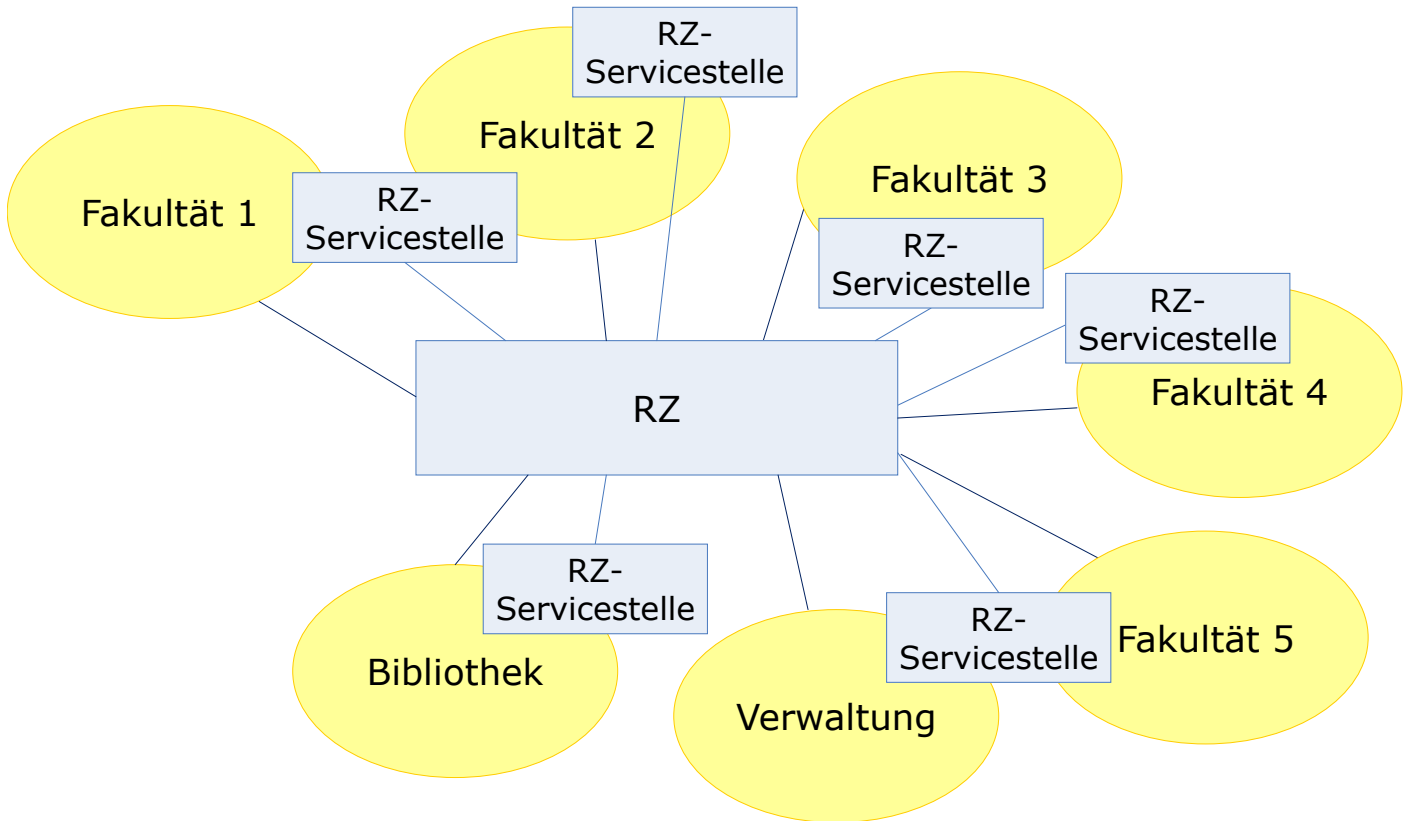 RZ-
Servicestelle
Fakultät 2
Fakultät 3
Fakultät 1
RZ-
Servicestelle
RZ-
Servicestelle
RZ-
Servicestelle
Fakultät 4
RZ
RZ-
Servicestelle
Bibliothek
RZ-
Servicestelle
Fakultät 5
Verwaltung